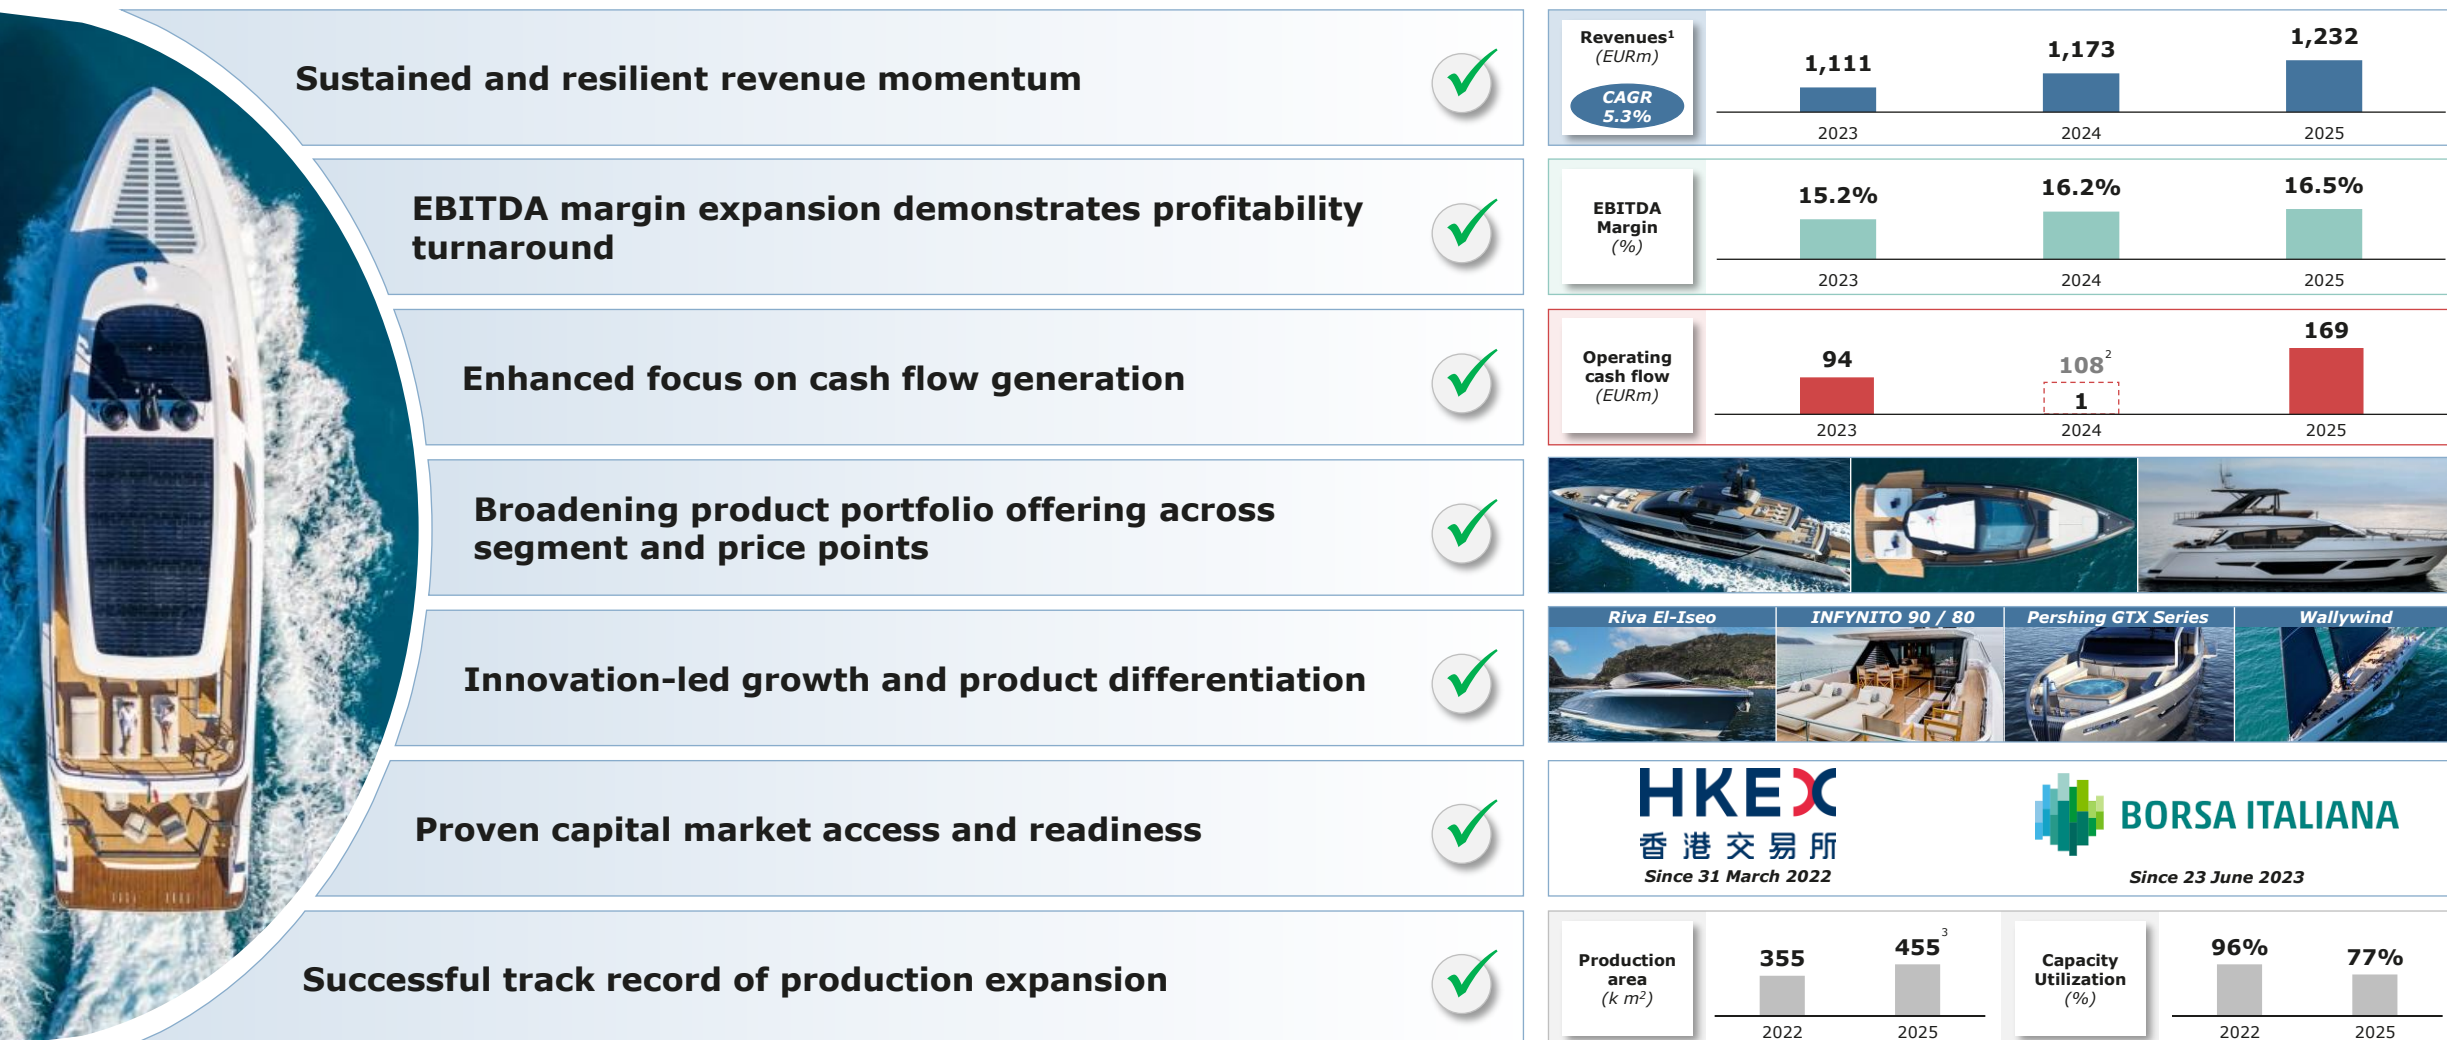 Sustained and resilient revenue momentum
Revenues¹
(EURm)
CAGR
5.3%
1,111
1,173
1,232
2023
2024
2025
EBITDA margin expansion demonstrates profitability
turnaround
EBITDA
Margin
(%)
15.2%
16.2%
16.5%
2023
2024
2025
Enhanced focus on cash flow generation
Operating
cash flow
(EURm)
94
108²
1
169
2023
2024
2025
Broadening product portfolio offering across
segment and price points
Innovation-led growth and product differentiation
Riva El-Iseo
INFYNITO 90 / 80
Pershing GTX Series
Wallywind
Proven capital market access and readiness
HKEX
香港交易所
Since 31 March 2022
BORSA ITALIANA
Since 23 June 2023
Successful track record of production expansion
Production
area
(k m²)
355
455³
2022
2025
Capacity
Utilization
(%)
96%
77%
2022
2025